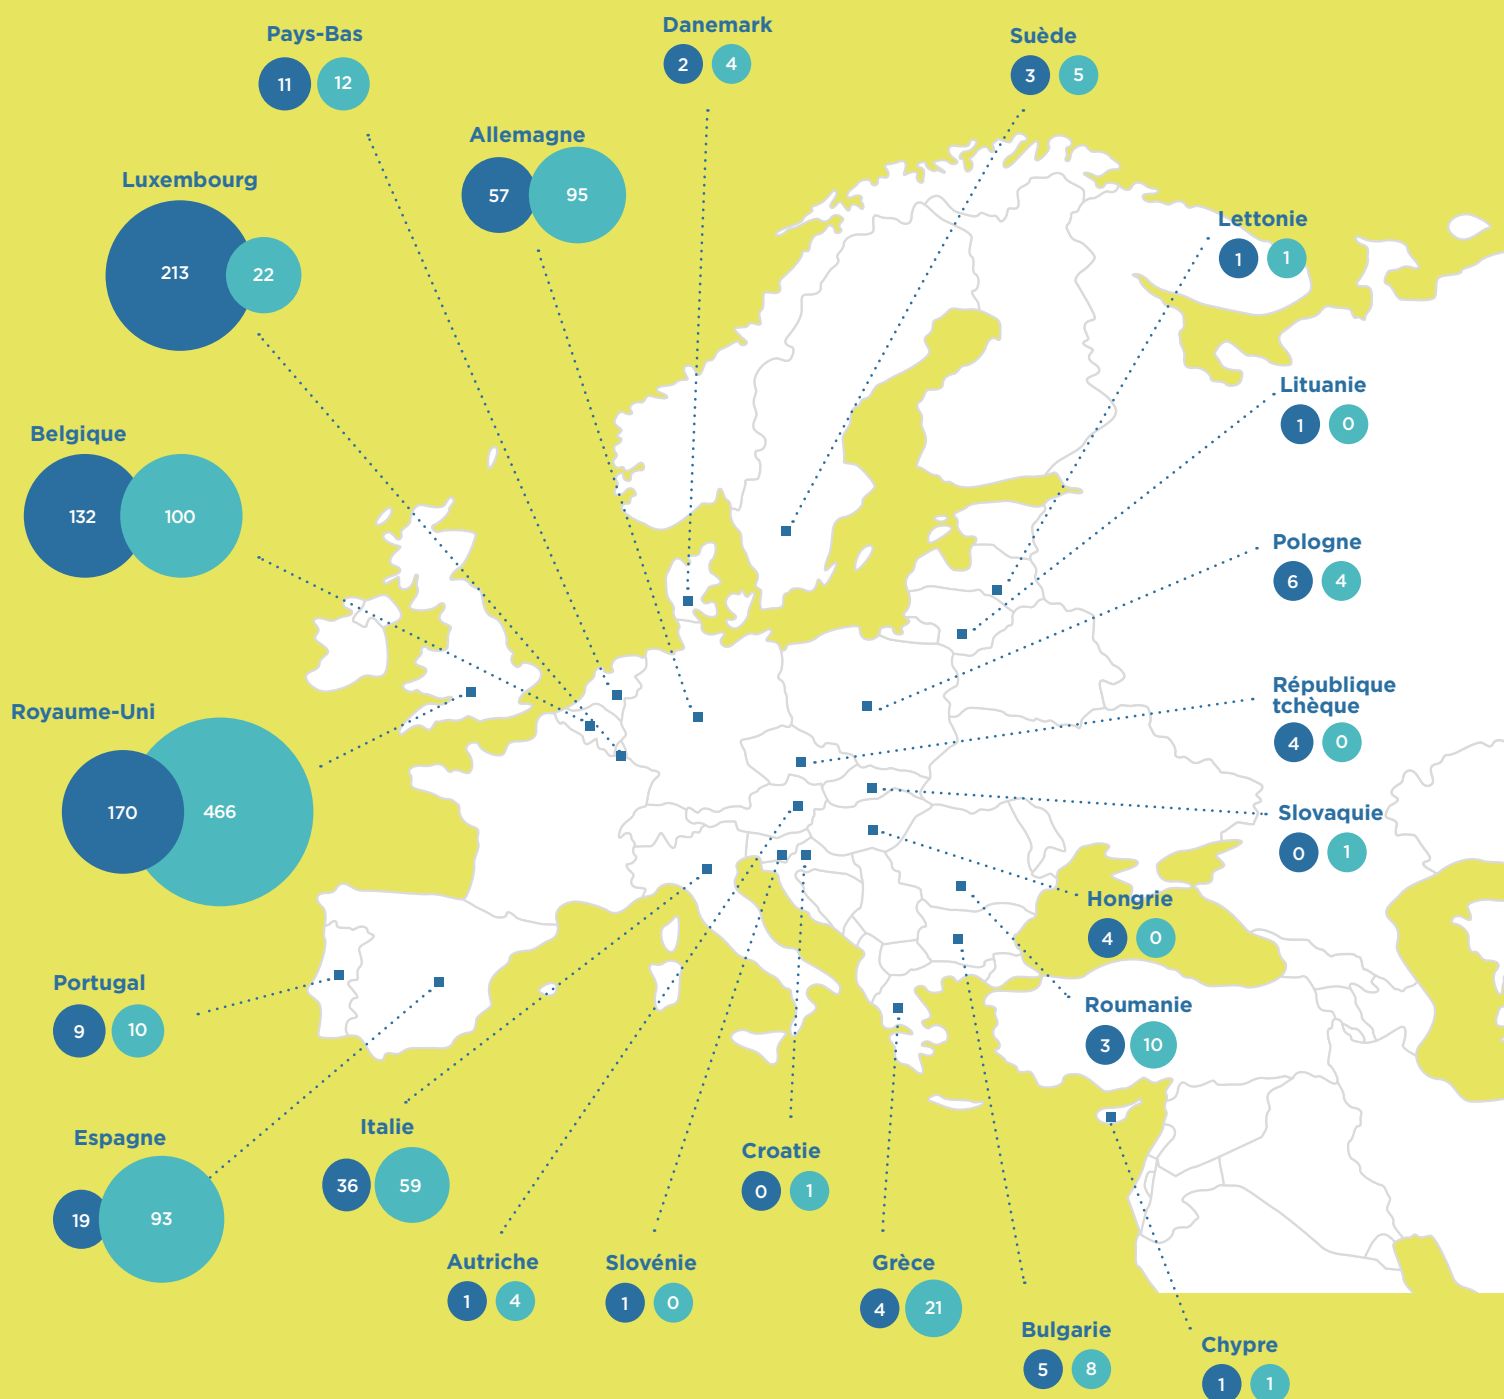 Pays-Bas
11 12
Danemark
2 4
Suède
3 5
Allemagne
57 95
Luxembourg
213 22
Lettonie
1 1
Lituanie
1 0
Belgique
132 100
Pologne
6 4
République
tchèque
4 0
Royaume-Uni
170 466
Slovaquie
0 1
Hongrie
4 0
Portugal
9 10
Roumanie
3 10
Espagne
19 93
Italie
36 59
Croatie
0 1
Autriche
1 4
Slovénie
1 0
Grèce
4 21
Bulgarie
5 8
Chypre
1 1